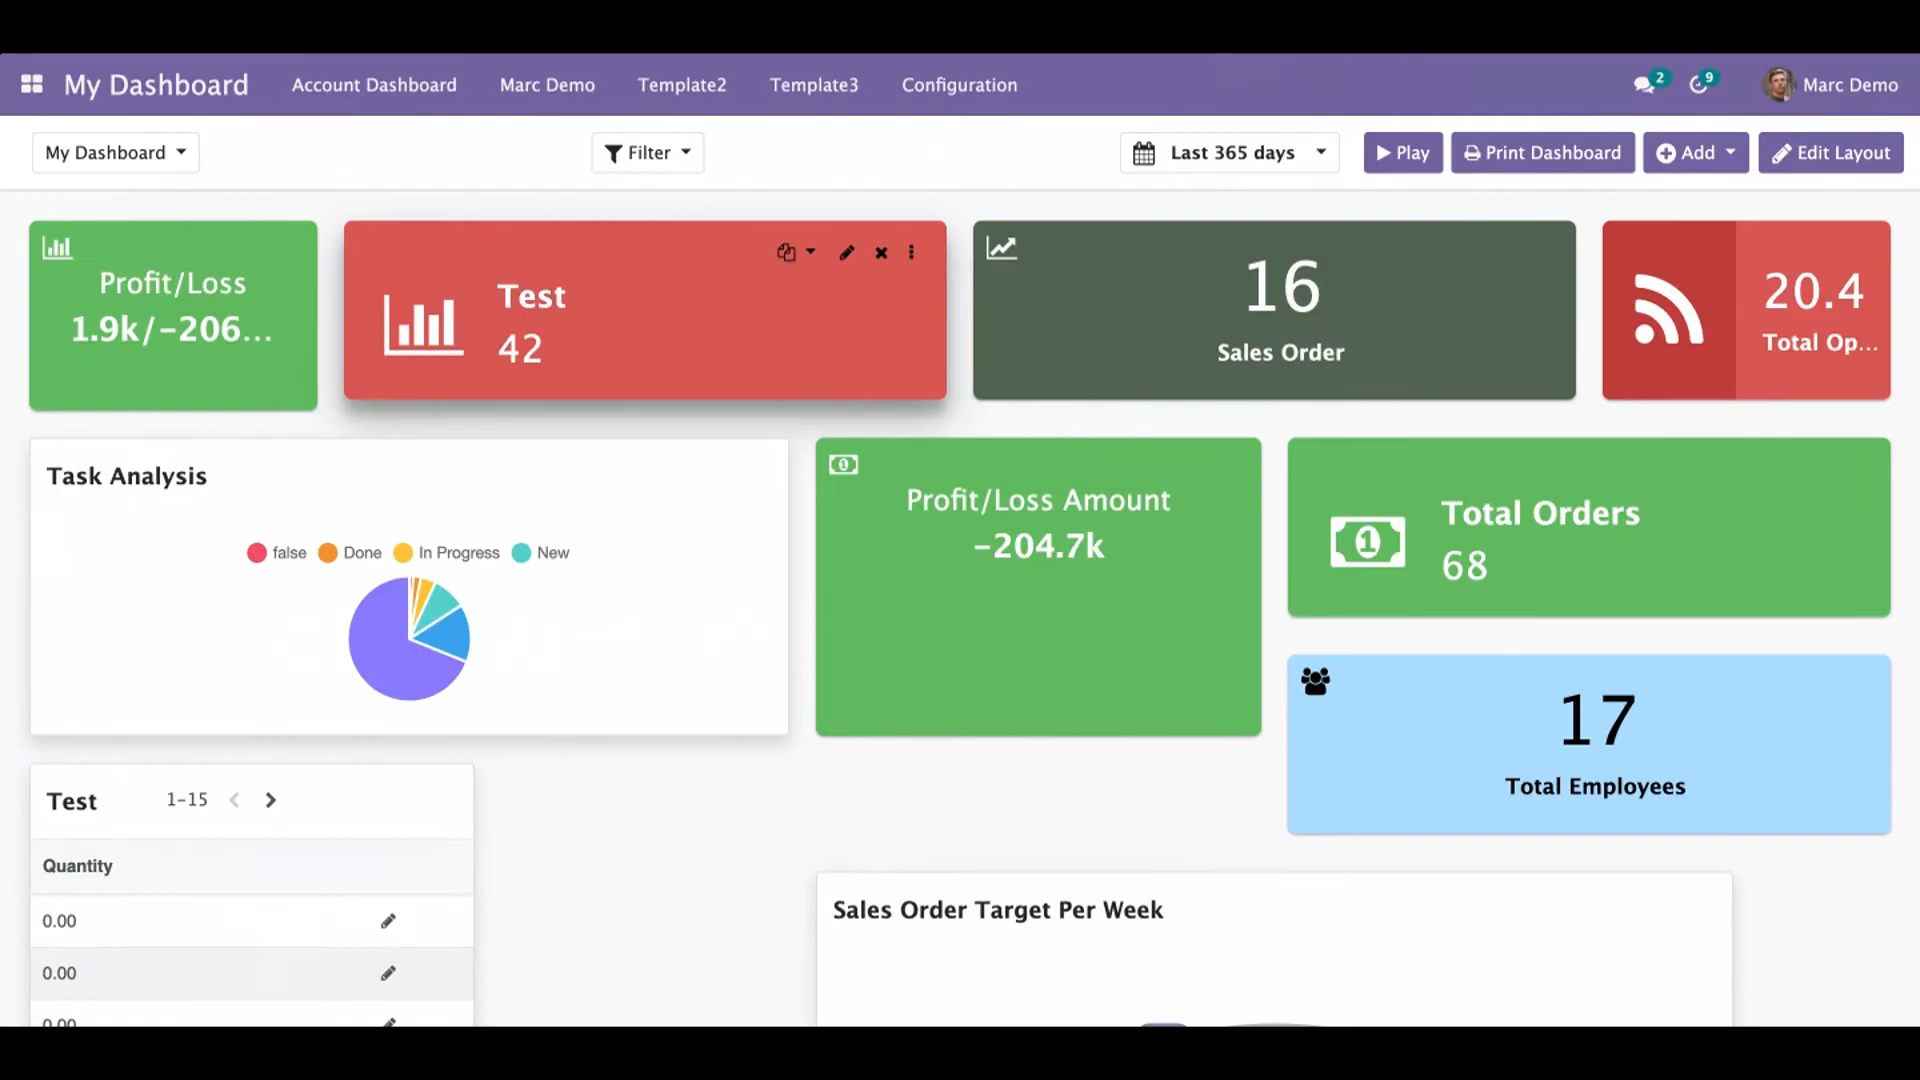 My Dashboard Account Dashboard Marc Demo Template2 Template3 Configuration 2 9 Marc Demo
My Dashboard Filter Last 365 days Play Print Dashboard Add Edit Layout
Profit/Loss
1.9k/-206...
Test
42
16
Sales Order
20.4
Total Op...
Task Analysis
false Done In Progress New
Profit/Loss Amount
-204.7k
Total Orders
68
17
Total Employees
Test 1-15
Quantity
0.00
0.00
0.00
Sales Order Target Per Week